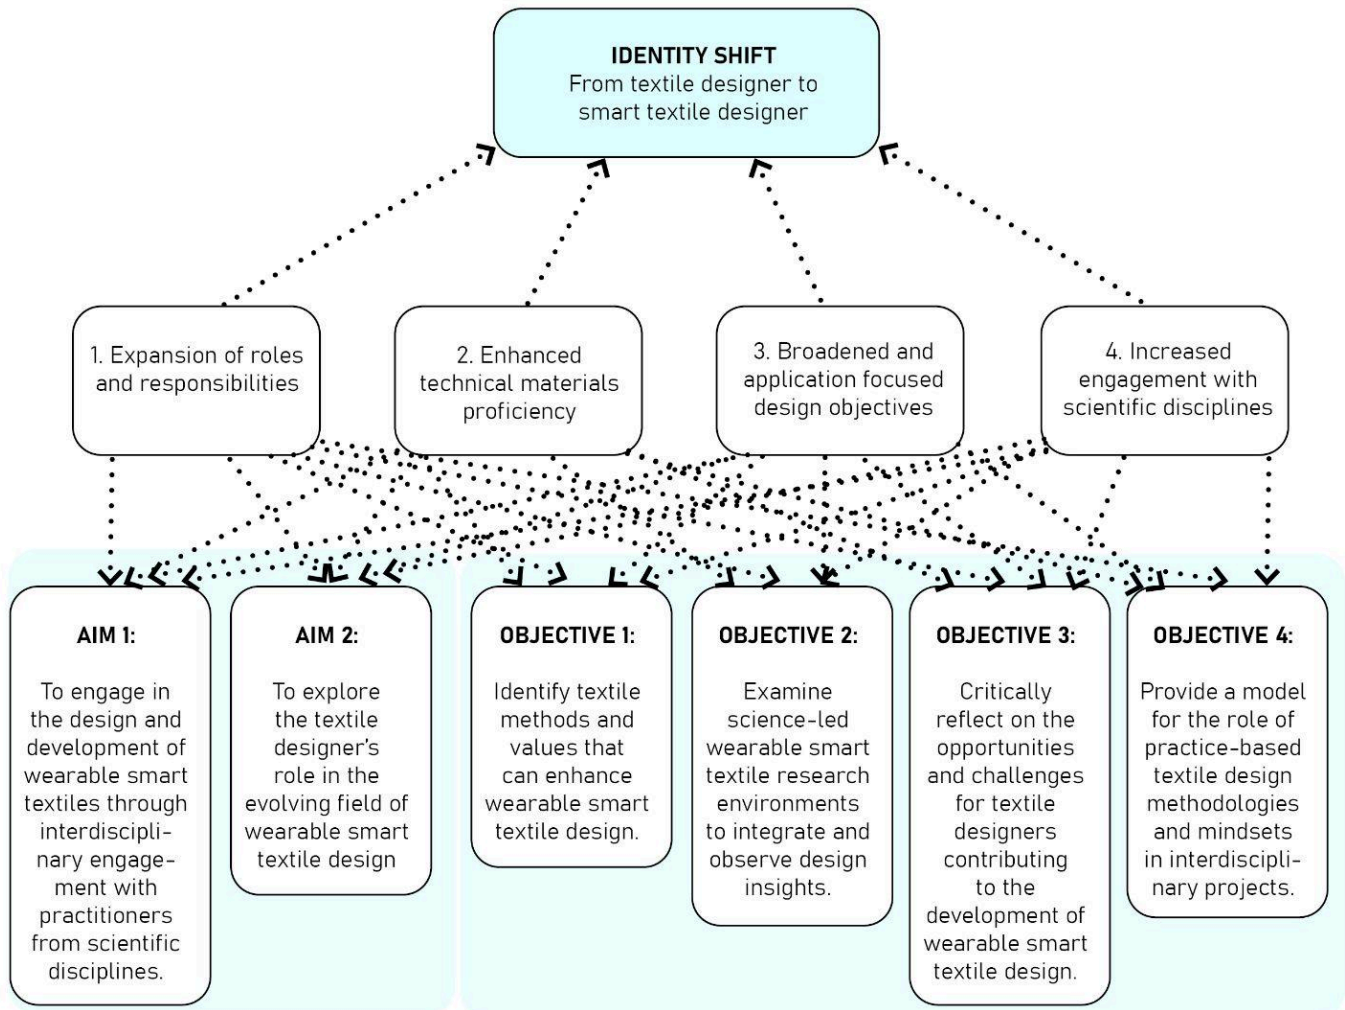 IDENTITY SHIFT
From textile designer to
smart textile designer
1. Expansion of roles
and responsibilities
2. Enhanced
technical materials
proficiency
3. Broadened and
application focused
design objectives
4. Increased
engagement with
scientific disciplines
AIM 1:
To engage in
the design and
development of
wearable smart
textiles through
interdiscipli-
nary engage-
ment with
practitioners
from scientific
disciplines.
AIM 2:
To explore
the textile
designer's
role in the
evolving field of
wearable smart
textile design
OBJECTIVE 1:
Identify textile
methods and
values that
can enhance
wearable smart
textile design.
OBJECTIVE 2:
Examine
science-led
wearable smart
textile research
environments
to integrate and
observe design
insights.
OBJECTIVE 3:
Critically
reflect on the
opportunities
and challenges
for textile
designers
contributing
to the
development of
wearable smart
textile design.
OBJECTIVE 4:
Provide a model
for the role of
practice-based
textile design
methodologies
and mindsets
in interdiscipli-
nary projects.